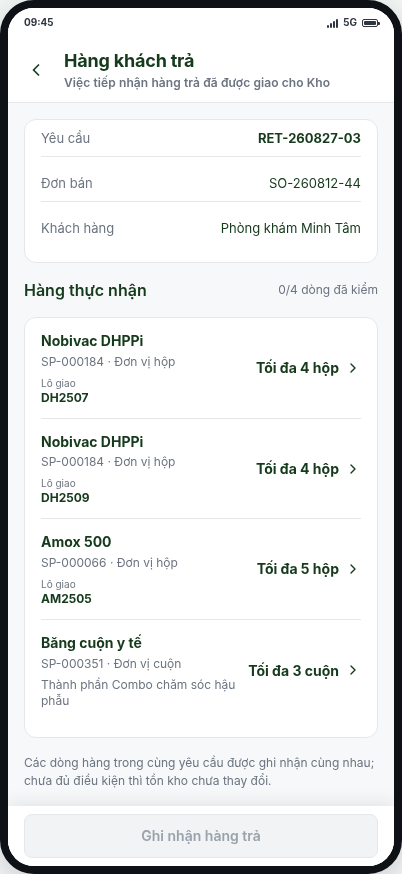 09:45
5G
Hàng khách trả
Việc tiếp nhận hàng trả đã được giao cho Kho
Yêu cầu RET-260827-03
Đơn bán SO-260812-44
Khách hàng Phòng khám Minh Tâm
Hàng thực nhận 0/4 dòng đã kiểm
Nobivac DHPPi
SP-000184 · Đơn vị hộp
Lô giao
DH2507
Tối đa 4 hộp
Nobivac DHPPi
SP-000184 · Đơn vị hộp
Lô giao
DH2509
Tối đa 4 hộp
Amox 500
SP-000066 · Đơn vị hộp
Lô giao
AM2505
Tối đa 5 hộp
Băng cuộn y tế
SP-000351 · Đơn vị cuộn
Thành phần Combo chăm sóc hậu
phẫu
Tối đa 3 cuộn
Các dòng hàng trong cùng yêu cầu được ghi nhận cùng nhau;
chưa đủ điều kiện thì tồn kho chưa thay đổi.
Ghi nhận hàng trả